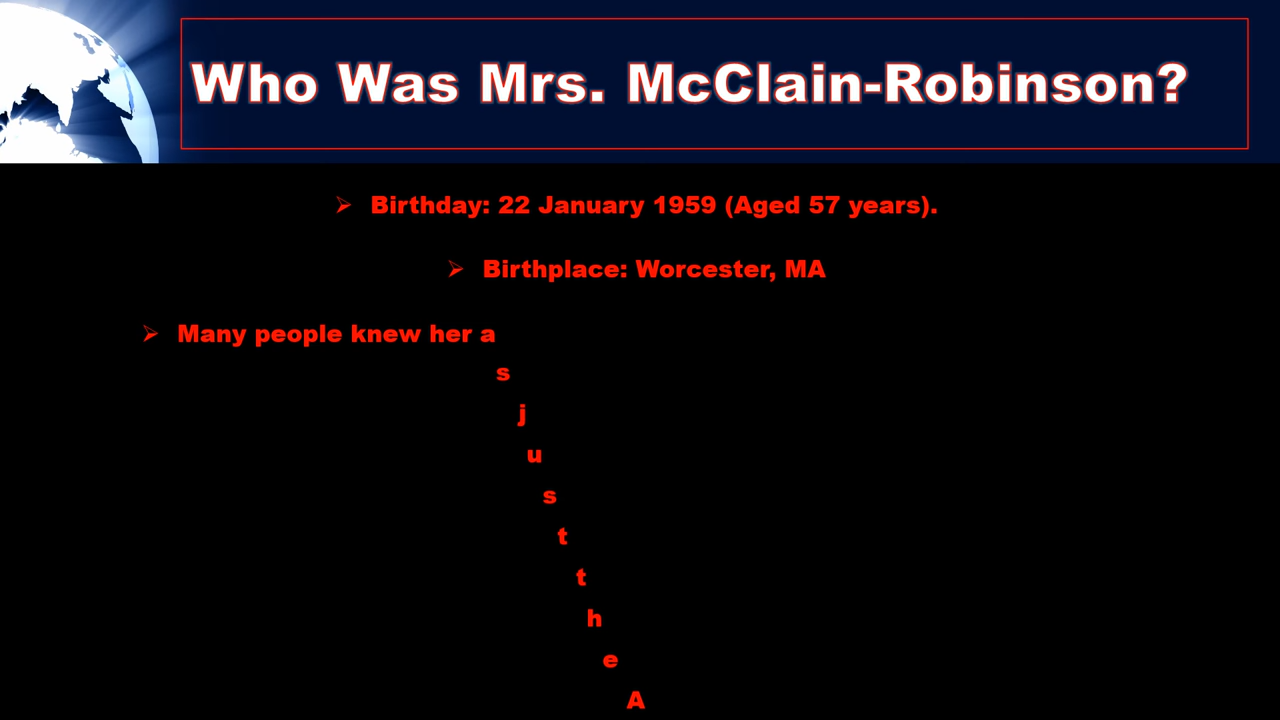 Who Was Mrs. McClain-Robinson?
➢ Birthday: 22 January 1959 (Aged 57 years).
➢ Birthplace: Worcester, MA
➢ Many people knew her a
s
j
u
s
t
t
h
e
A